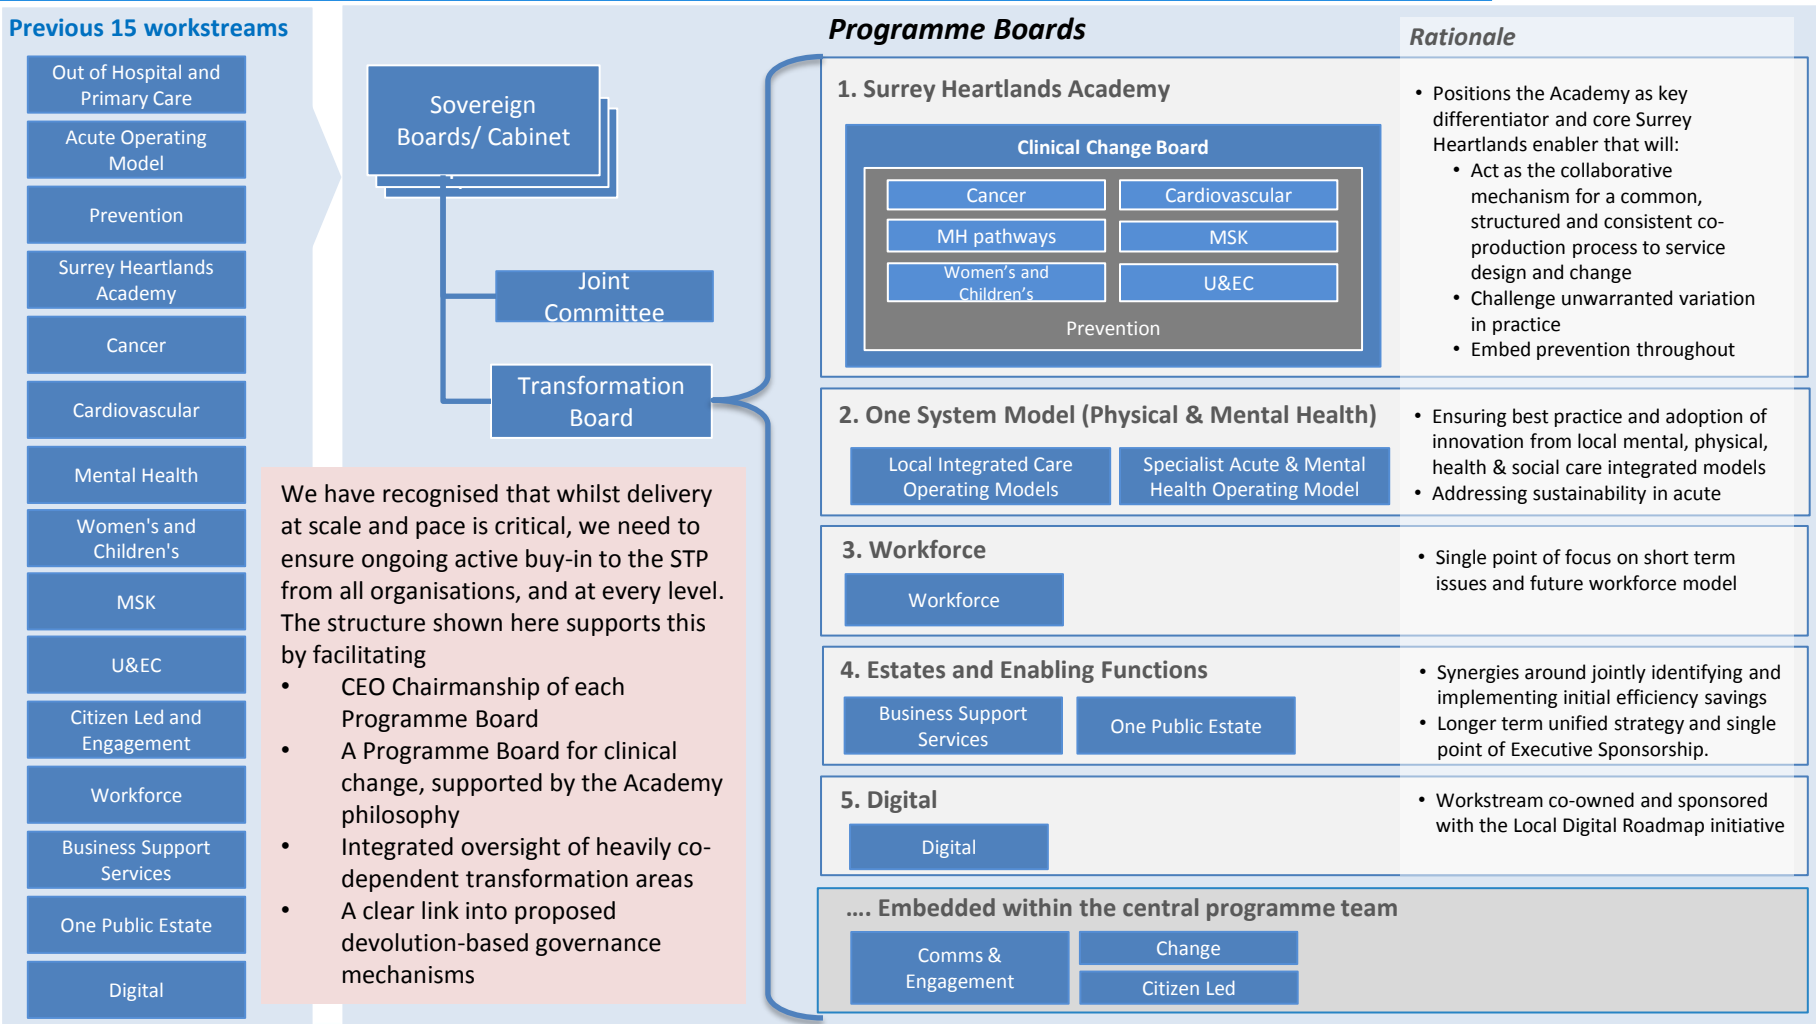 Previous 15 workstreams
Out of Hospital and
Primary Care
Acute Operating
Model
Prevention
Surrey Heartlands
Academy
Cancer
Cardiovascular
Mental Health
Women's and
Children's
MSK
U&EC
Citizen Led and
Engagement
Workforce
Business Support
Services
One Public Estate
Digital
Sovereign
Boards/ Cabinet
Joint
Committee
Transformation
Board
We have recognised that whilst delivery
at scale and pace is critical, we need to
ensure ongoing active buy-in to the STP
from all organisations, and at every level.
The structure shown here supports this
by facilitating
• CEO Chairmanship of each
Programme Board
• A Programme Board for clinical
change, supported by the Academy
philosophy
• Integrated oversight of heavily co-
dependent transformation areas
• A clear link into proposed
devolution-based governance
mechanisms
Programme Boards
Rationale
1. Surrey Heartlands Academy
Clinical Change Board
Cancer
Cardiovascular
MH pathways
MSK
Women’s and
Children’s
U&EC
Prevention
• Positions the Academy as key
differentiator and core Surrey
Heartlands enabler that will:
• Act as the collaborative
mechanism for a common,
structured and consistent co-
production process to service
design and change
• Challenge unwarranted variation
in practice
• Embed prevention throughout
2. One System Model (Physical & Mental Health)
Local Integrated Care
Operating Models
Specialist Acute & Mental
Health Operating Model
• Ensuring best practice and adoption of
innovation from local mental, physical,
health & social care integrated models
• Addressing sustainability in acute
3. Workforce
Workforce
• Single point of focus on short term
issues and future workforce model
4. Estates and Enabling Functions
Business Support
Services
One Public Estate
• Synergies around jointly identifying and
implementing initial efficiency savings
• Longer term unified strategy and single
point of Executive Sponsorship.
5. Digital
Digital
• Workstream co-owned and sponsored
with the Local Digital Roadmap initiative
.... Embedded within the central programme team
Comms &
Engagement
Change
Citizen Led